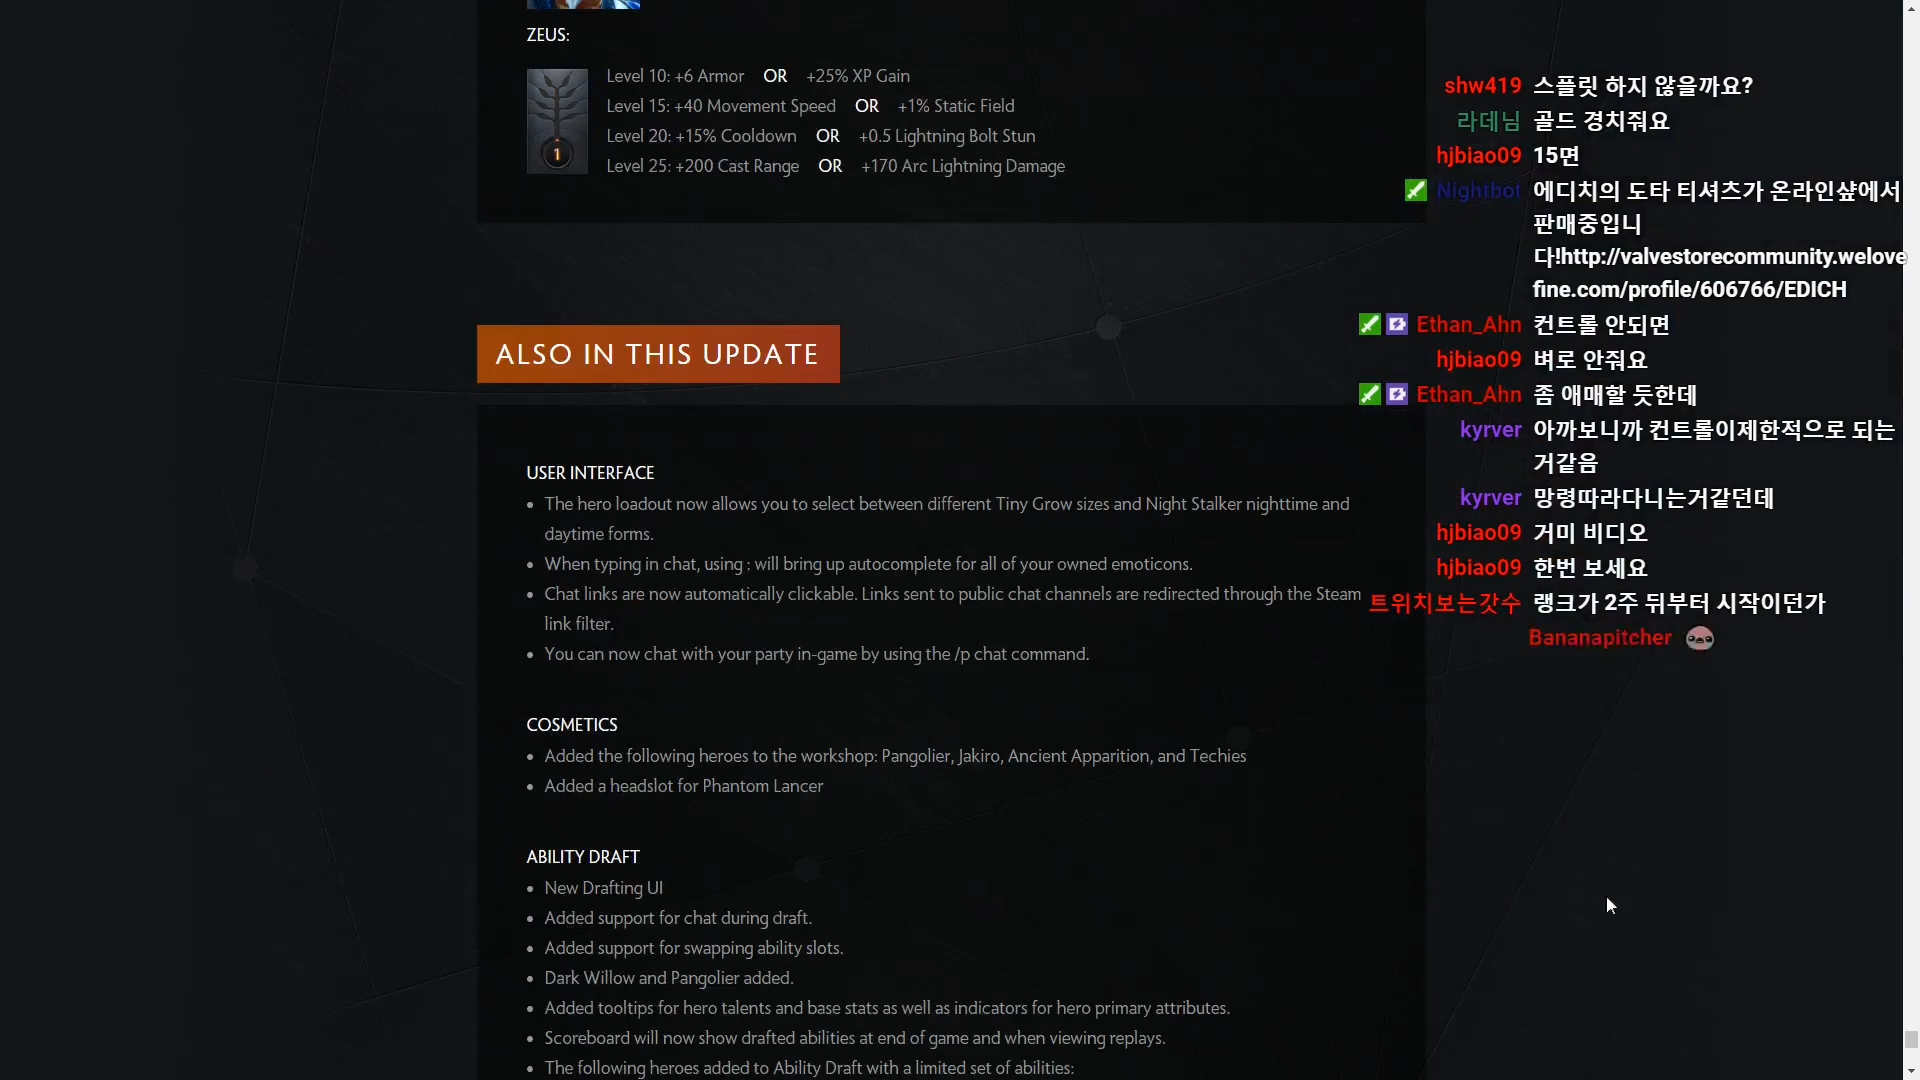 ZEUS:
Level 10: +6 Armor OR +25% XP Gain
Level 15: +40 Movement Speed OR +1% Static Field
Level 20: +15% Cooldown OR +0.5 Lightning Bolt Stun
Level 25: +200 Cast Range OR +170 Arc Lightning Damage
1
ALSO IN THIS UPDATE
USER INTERFACE
• The hero loadout now allows you to select between different Tiny Grow sizes and Night Stalker nighttime and
daytime forms.
• When typing in chat, using : will bring up autocomplete for all of your owned emoticons.
• Chat links are now automatically clickable. Links sent to public chat channels are redirected through the Steam
link filter.
• You can now chat with your party in-game by using the /p chat command.
COSMETICS
• Added the following heroes to the workshop: Pangolier, Jakiro, Ancient Apparition, and Techies
• Added a headslot for Phantom Lancer
ABILITY DRAFT
• New Drafting UI
• Added support for chat during draft.
• Added support for swapping ability slots.
• Dark Willow and Pangolier added.
• Added tooltips for hero talents and base stats as well as indicators for hero primary attributes.
• Scoreboard will now show drafted abilities at end of game and when viewing replays.
• The following heroes added to Ability Draft with a limited set of abilities:
shw419 스플릿 하지 않을까요?
라데님 골드 경치줘요
hjbiao09 15면
Nightbot 에디치의 도타 티셔츠가 온라인샾에서
판매중입니
다!http://valvestorecommunity.welove
fine.com/profile/606766/EDICH
Ethan_Ahn 컨트롤 안되면
hjbiao09 벼로 안줘요
Ethan_Ahn 좀 애매할 듯한데
kyrver 아까보니까 컨트롤이제한적으로 되는
거같음
kyrver 망령따라다니는거같던데
hjbiao09 거미 비디오
hjbiao09 한번 보세요
트위치보는갓수 랭크가 2주 뒤부터 시작이던가
Bananapitcher